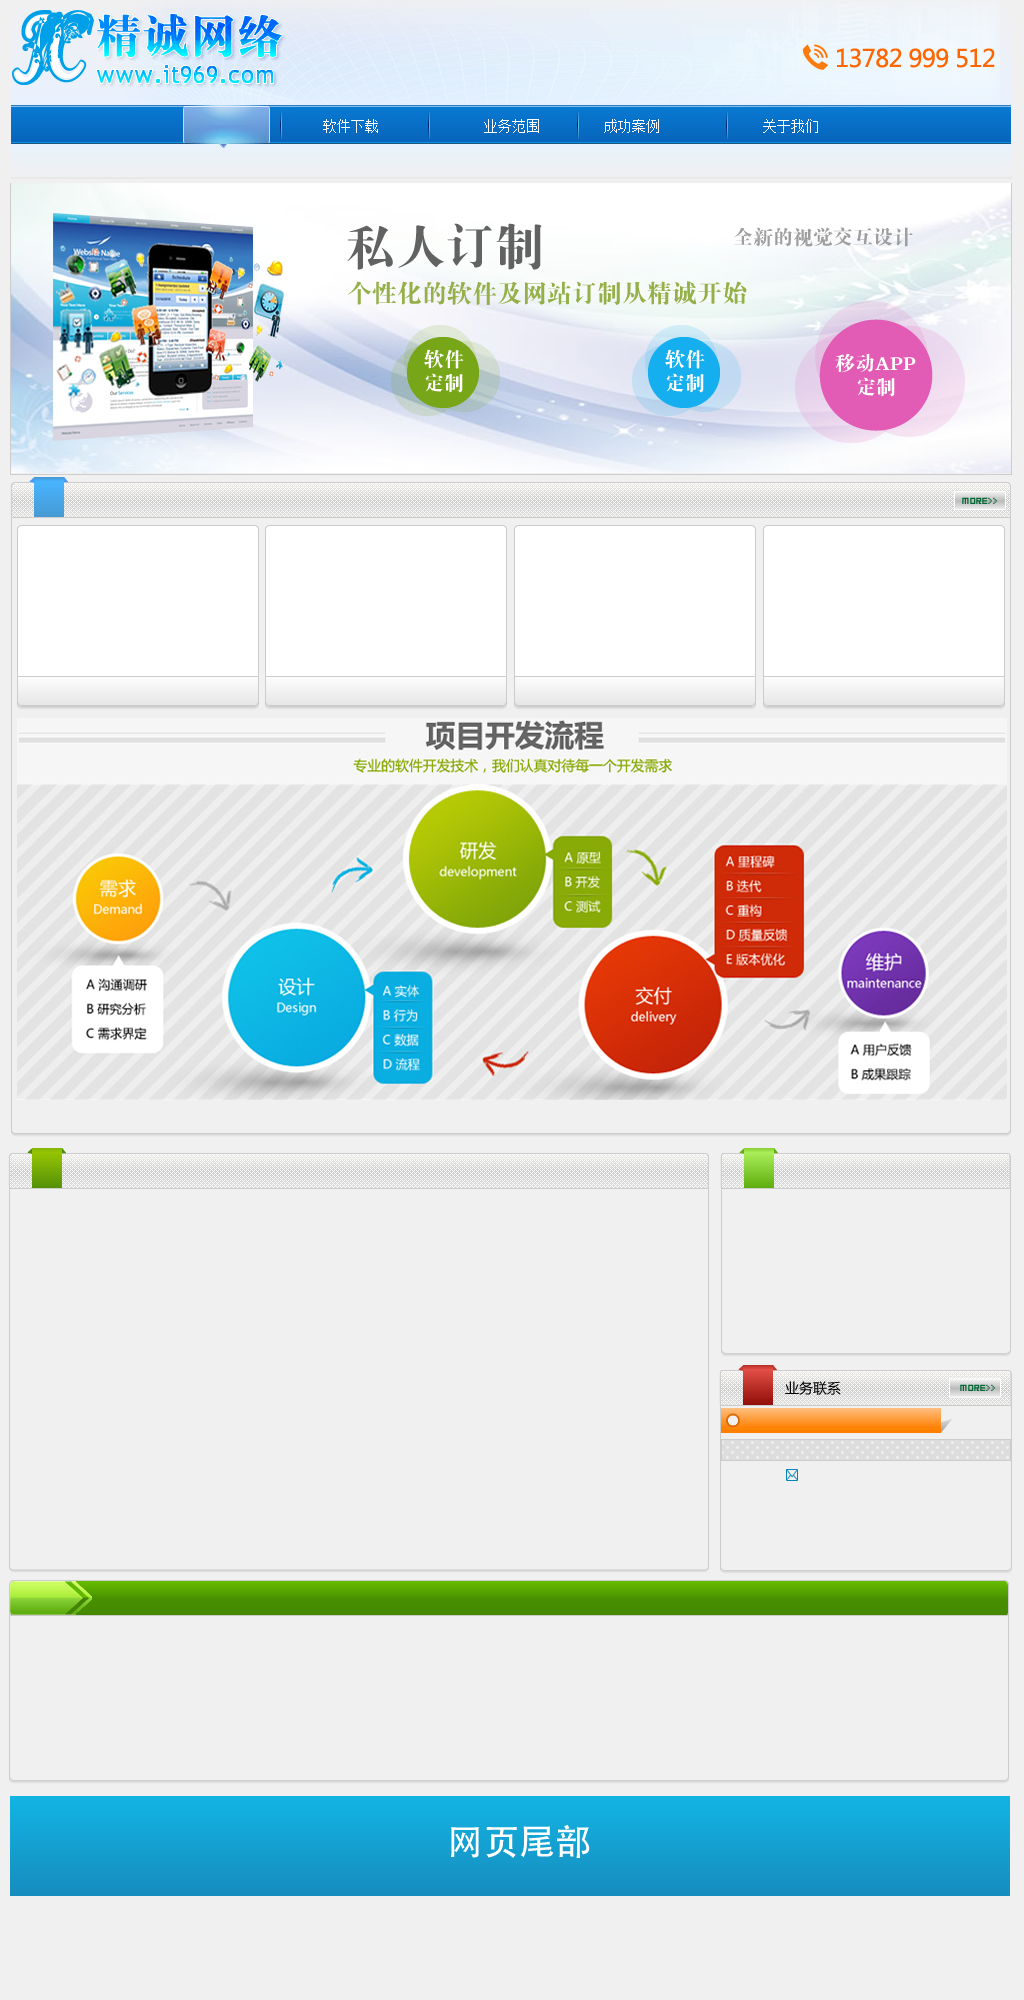 精诚网络
www.it969.com
13782 999 512
软件下载 业务范围 成功案例 关于我们
私人订制
全新的视觉交互设计
个性化的软件及网站订制从精诚开始
Website Name
Schedule
软件
定制
软件
定制
移动APP
定制
MORE>>
项目开发流程
专业的软件开发技术，我们认真对待每一个开发需求
需求
Demand
A 沟通调研
B 研究分析
C 需求界定
设计
Design
A 实体
B 行为
C 数据
D 流程
研发
development
A 原型
B 开发
C 测试
交付
delivery
A 里程碑
B 迭代
C 重构
D 质量反馈
E 版本优化
维护
maintenance
A 用户反馈
B 成果跟踪
业务联系
MORE>>
网页尾部